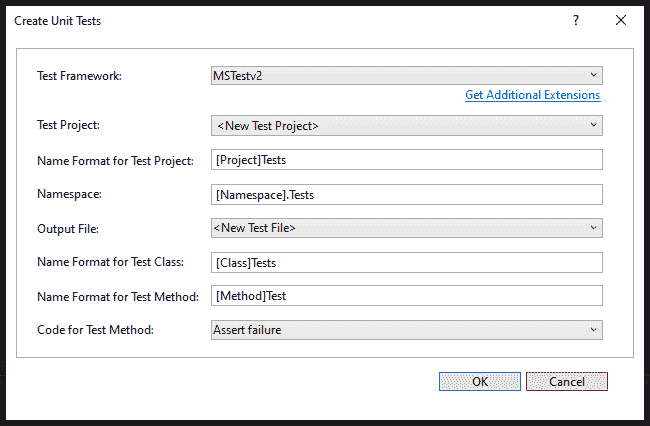 Create Unit Tests
?
Test Framework: MSTestv2
Get Additional Extensions
Test Project: <New Test Project>
Name Format for Test Project: [Project]Tests
Namespace: [Namespace].Tests
Output File: <New Test File>
Name Format for Test Class: [Class]Tests
Name Format for Test Method: [Method]Test
Code for Test Method: Assert failure
OK Cancel